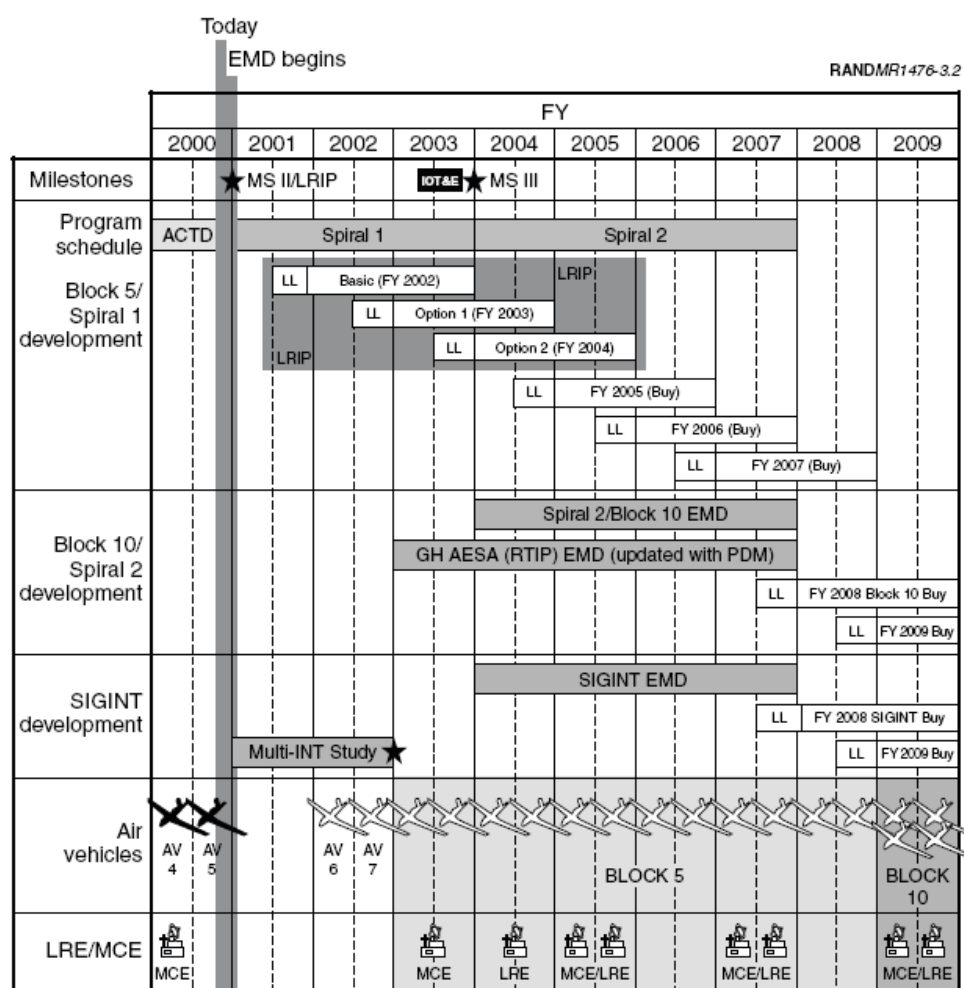 Today
EMD begins
RANDMR1476-3.2
FY
2000 2001 2002 2003 2004 2005 2006 2007 2008 2009
Milestones
MS II/LRIP
IOT&E
MS III
Program
schedule
ACTD
Spiral 1
Spiral 2
Block 5/
Spiral 1
development
LRIP
LL
Basic (FY 2002)
LL
Option 1 (FY 2003)
LL
Option 2 (FY 2004)
LRIP
LL
FY 2005 (Buy)
LL
FY 2006 (Buy)
LL
FY 2007 (Buy)
Block 10/
Spiral 2
development
Spiral 2/Block 10 EMD
GH AESA (RTIP) EMD (updated with PDM)
LL
FY 2008 Block 10 Buy
LL
FY 2009 Buy
SIGINT
development
SIGINT EMD
LL
FY 2008 SIGINT Buy
Multi-INT Study
LL
FY 2009 Buy
Air
vehicles
AV
4
AV
5
AV
6
AV
7
BLOCK 5
BLOCK
10
LRE/MCE
MCE
MCE
LRE
MCE/LRE
MCE/LRE
MCE/LRE